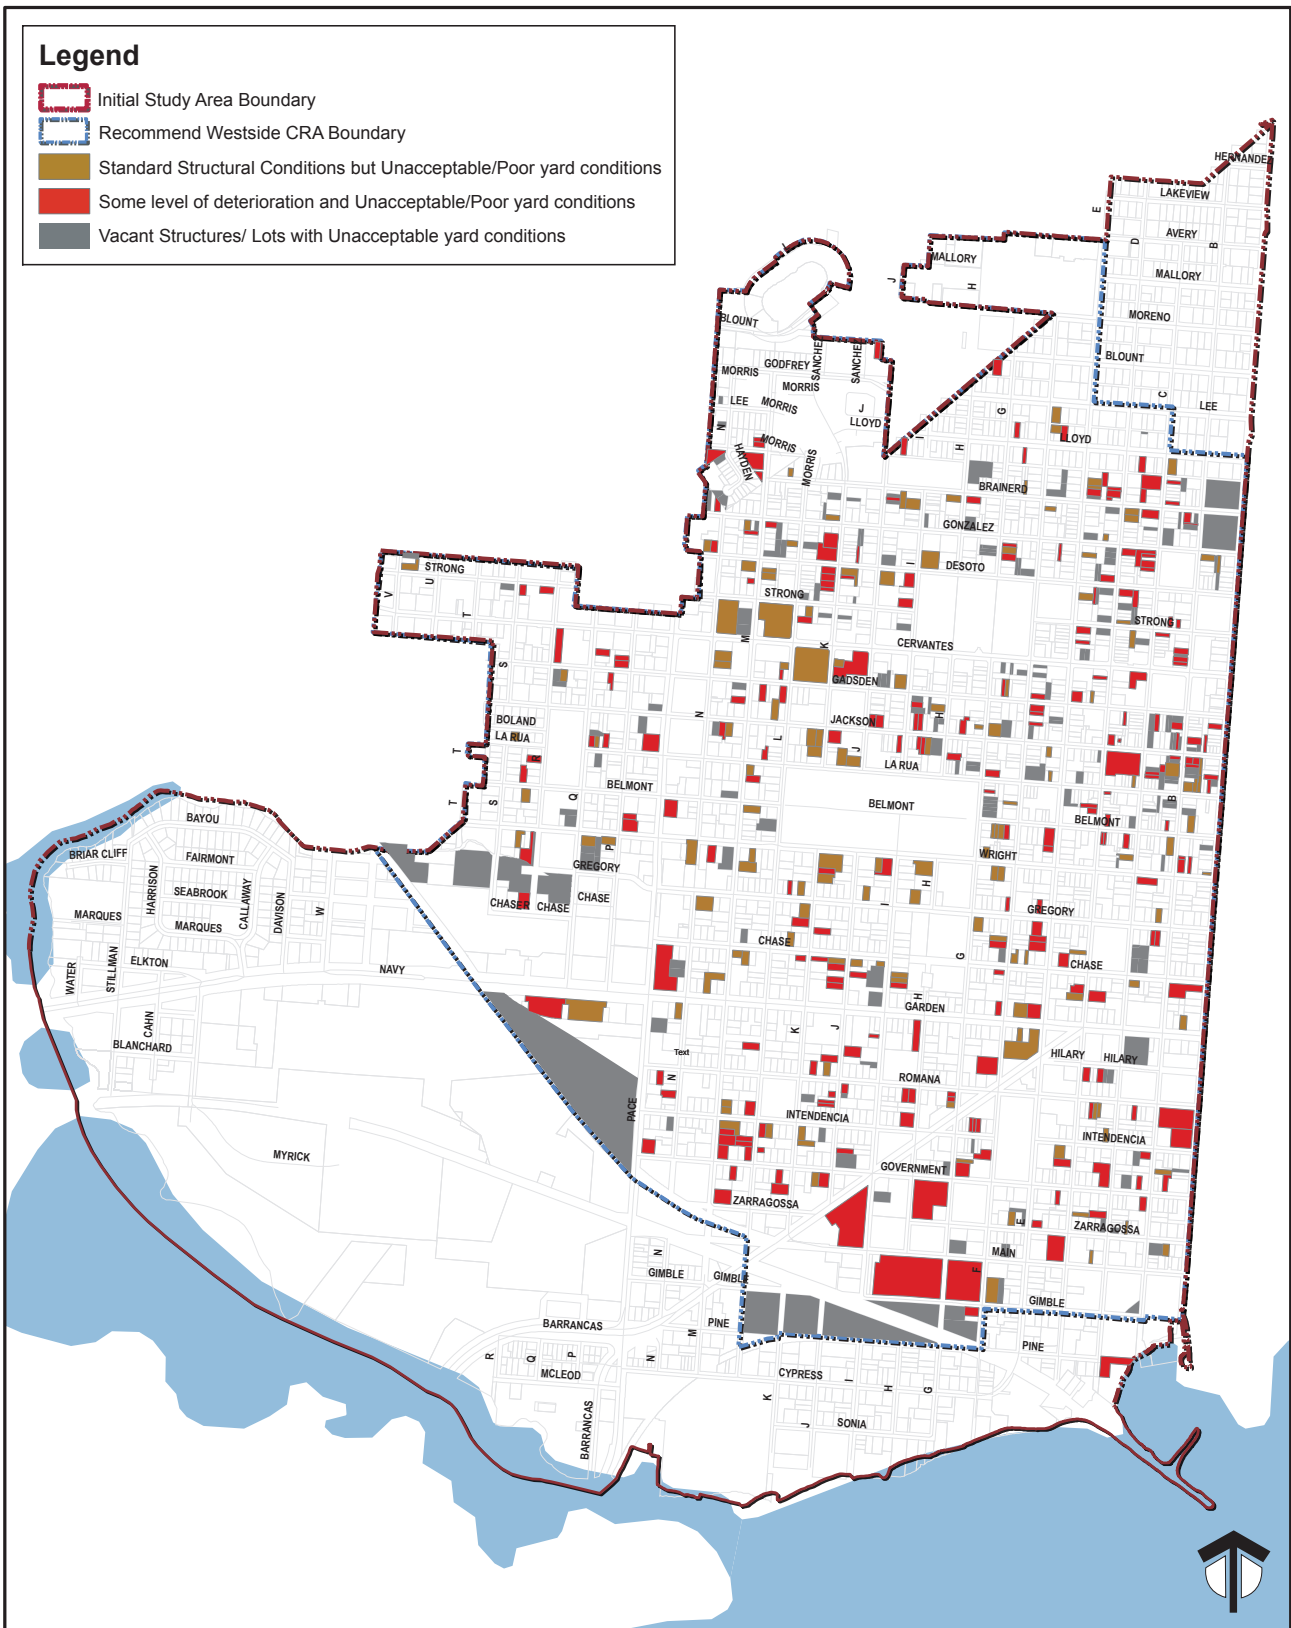 Legend
Initial Study Area Boundary
Recommend Westside CRA Boundary
Standard Structural Conditions but Unacceptable/Poor yard conditions
Some level of deterioration and Unacceptable/Poor yard conditions
Vacant Structures/ Lots with Unacceptable yard conditions
HERNANDEZ
LAKEVIEW
E
AVERY
D
B
MALLORY
MALLORY
J
H
MORENO
BLOUNT
BLOUNT
SANCHE
SANCHE
GODFREY
MORRIS
MORRIS
C
LEE
MORRIS
J
LEE
G
LLOYD
N
I
LLOYD
MORRIS
H
HAYDEN
MORRIS
BRAINERD
GONZALEZ
STRONG
I
DESOTO
U
V
STRONG
T
STRONG
M
K
CERVANTES
S
GADSDEN
N
H
BOLAND
JACKSON
LA RUA
L
J
T
R
LA RUA
BELMONT
T
S
Q
BELMONT
B
BELMONT
BAYOU
P
BRIAR CLIFF
FAIRMONT
WRIGHT
GREGORY
HARRISON
SEABROOK
CALLAWAY
H
DAVISON
CHASE
R
CHASE
CHASE
W
I
GREGORY
MARQUES
MARQUES
CHASE
G
STILLMAN
ELKTON
WATER
NAVY
CHASE
H
GARDEN
CAHN
K
J
BLANCHARD
Text
HILARY
HILARY
N
ROMANA
PACE
INTENDENCIA
INTENDENCIA
MYRICK
GOVERNMENT
ZARRAGOSSA
E
ZARRAGOSSA
N
MAIN
GIMBLE
GIMBLE
F
GIMBLE
BARRANCAS
M
PINE
PINE
R
Q
P
N
MCLEOD
CYPRESS
I
H
G
K
BARRANCAS
J
SONIA